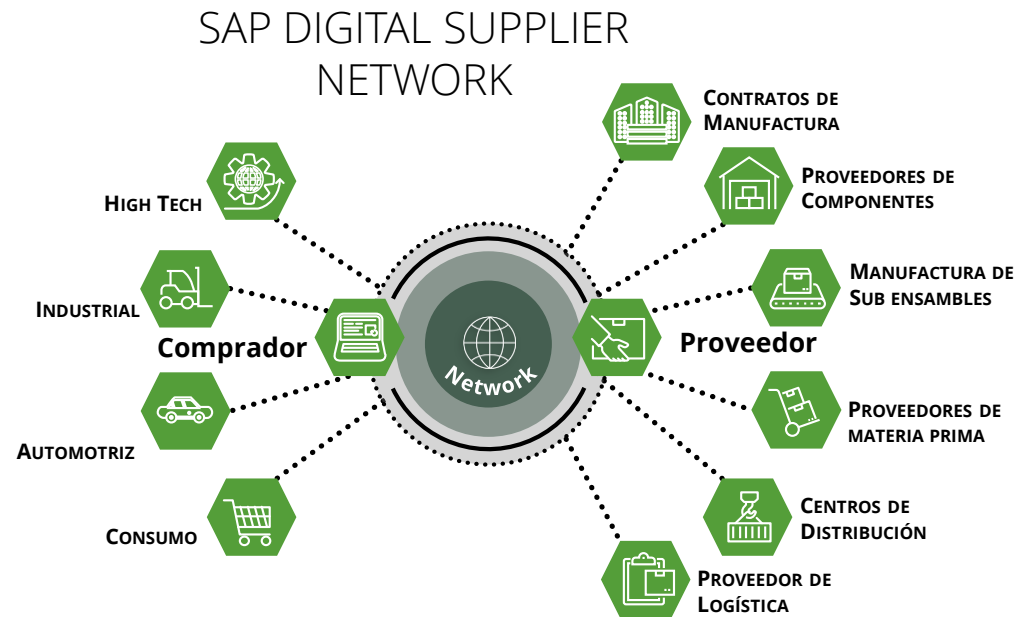 SAP DIGITAL SUPPLIER
NETWORK
High Tech
Industrial
Comprador
Automotriz
Consumo
Network
Contratos de
Manufactura
Proveedores de
Componentes
Manufactura de
Sub ensambles
Proveedor
Proveedores de
materia prima
Centros de
Distribución
Proveedor de
Logística